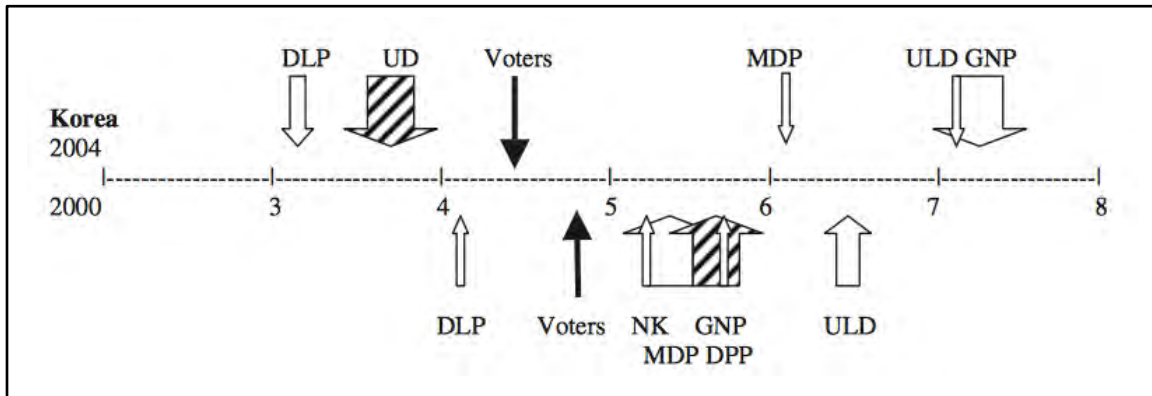 DLP UD Voters MDP ULD GNP
Korea
2004
2000 3 4 5 6 7 8
DLP Voters NK GNP ULD
MDP DPP